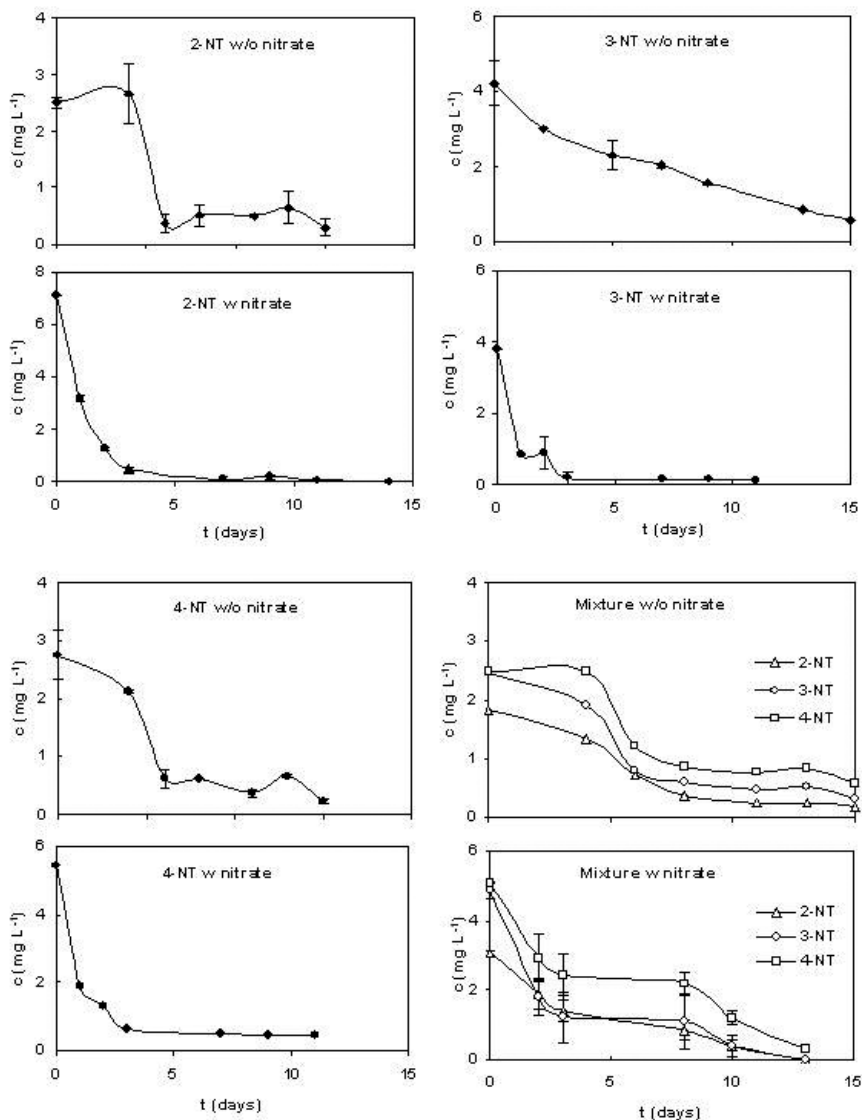 2-NT w/o nitrate
c (mg L⁻¹)
4
3
2
1
0
3-NT w/o nitrate
c (mg L⁻¹)
6
4
2
0
2-NT w nitrate
c (mg L⁻¹)
8
6
4
2
0
0 5 10 15
t (days)
3-NT w nitrate
c (mg L⁻¹)
6
4
2
0
0 5 10 15
t (days)
4-NT w/o nitrate
c (mg L⁻¹)
4
3
2
1
0
Mixture w/o nitrate
c (mg L⁻¹)
4
3
2
1
0
2-NT
3-NT
4-NT
4-NT w nitrate
c (mg L⁻¹)
6
4
2
0
0 5 10 15
t (days)
Mixture w nitrate
c (mg L⁻¹)
6
4
2
0
2-NT
3-NT
4-NT
0 5 10 15
t (days)